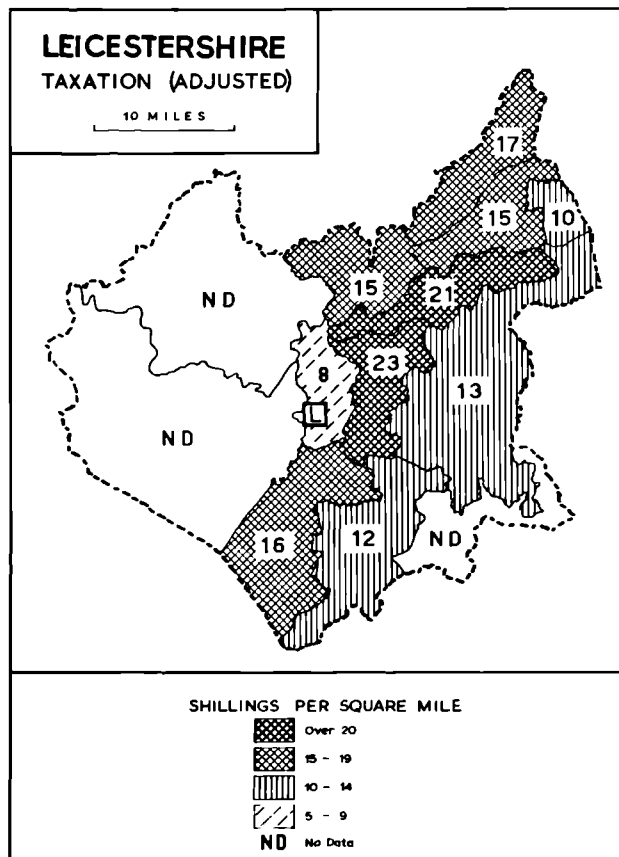 LEICESTERSHIRE
TAXATION (ADJUSTED)
10 MILES
17
15
10
ND
15
21
23
8
13
L
ND
16
12
ND
SHILLINGS PER SQUARE MILE
Over 20
15 - 19
10 - 14
5 - 9
ND No Data